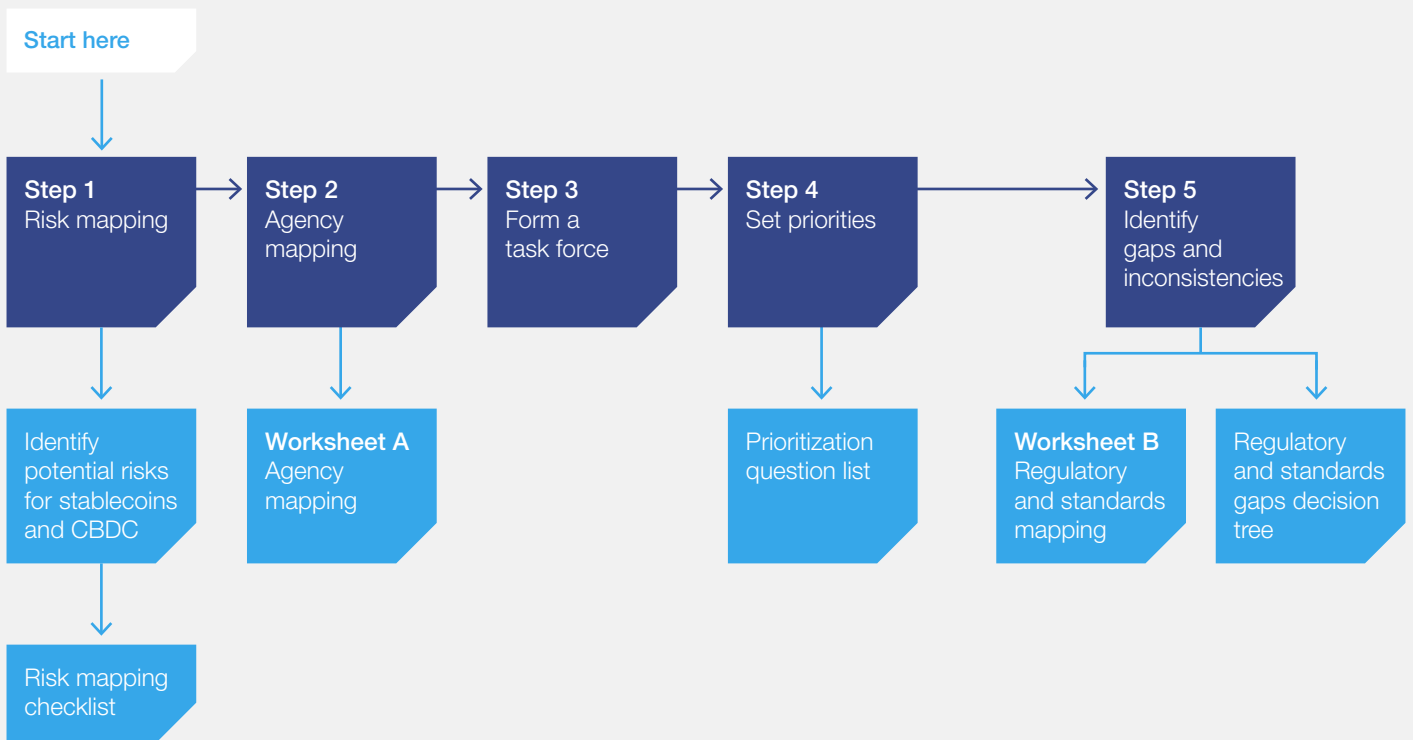 Start here
Step 1
Risk mapping
Step 2
Agency
mapping
Step 3
Form a
task force
Step 4
Set priorities
Step 5
Identify
gaps and
inconsistencies
Identify
potential risks
for stablecoins
and CBDC
Worksheet A
Agency
mapping
Prioritization
question list
Worksheet B
Regulatory
and standards
mapping
Regulatory
and standards
gaps decision
tree
Risk mapping
checklist